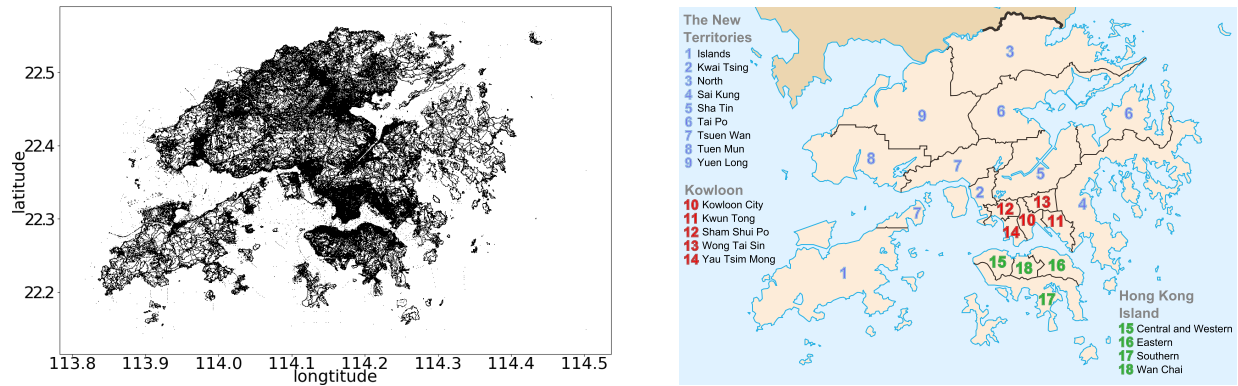 22.5
22.4
22.3
22.2
latitude
113.8 113.9 114.0 114.1 114.2 114.3 114.4 114.5
longtitude
The New
Territories
1 Islands
2 Kwai Tsing
3 North
4 Sai Kung
5 Sha Tin
6 Tai Po
7 Tsuen Wan
8 Tuen Mun
9 Yuen Long
Kowloon
10 Kowloon City
11 Kwun Tong
12 Sham Shui Po
13 Wong Tai Sin
14 Yau Tsim Mong
3
9
6
6
8
7
5
2
13
12
10
11
4
7
14
15
18
16
1
17
Hong Kong
Island
15 Central and Western
16 Eastern
17 Southern
18 Wan Chai